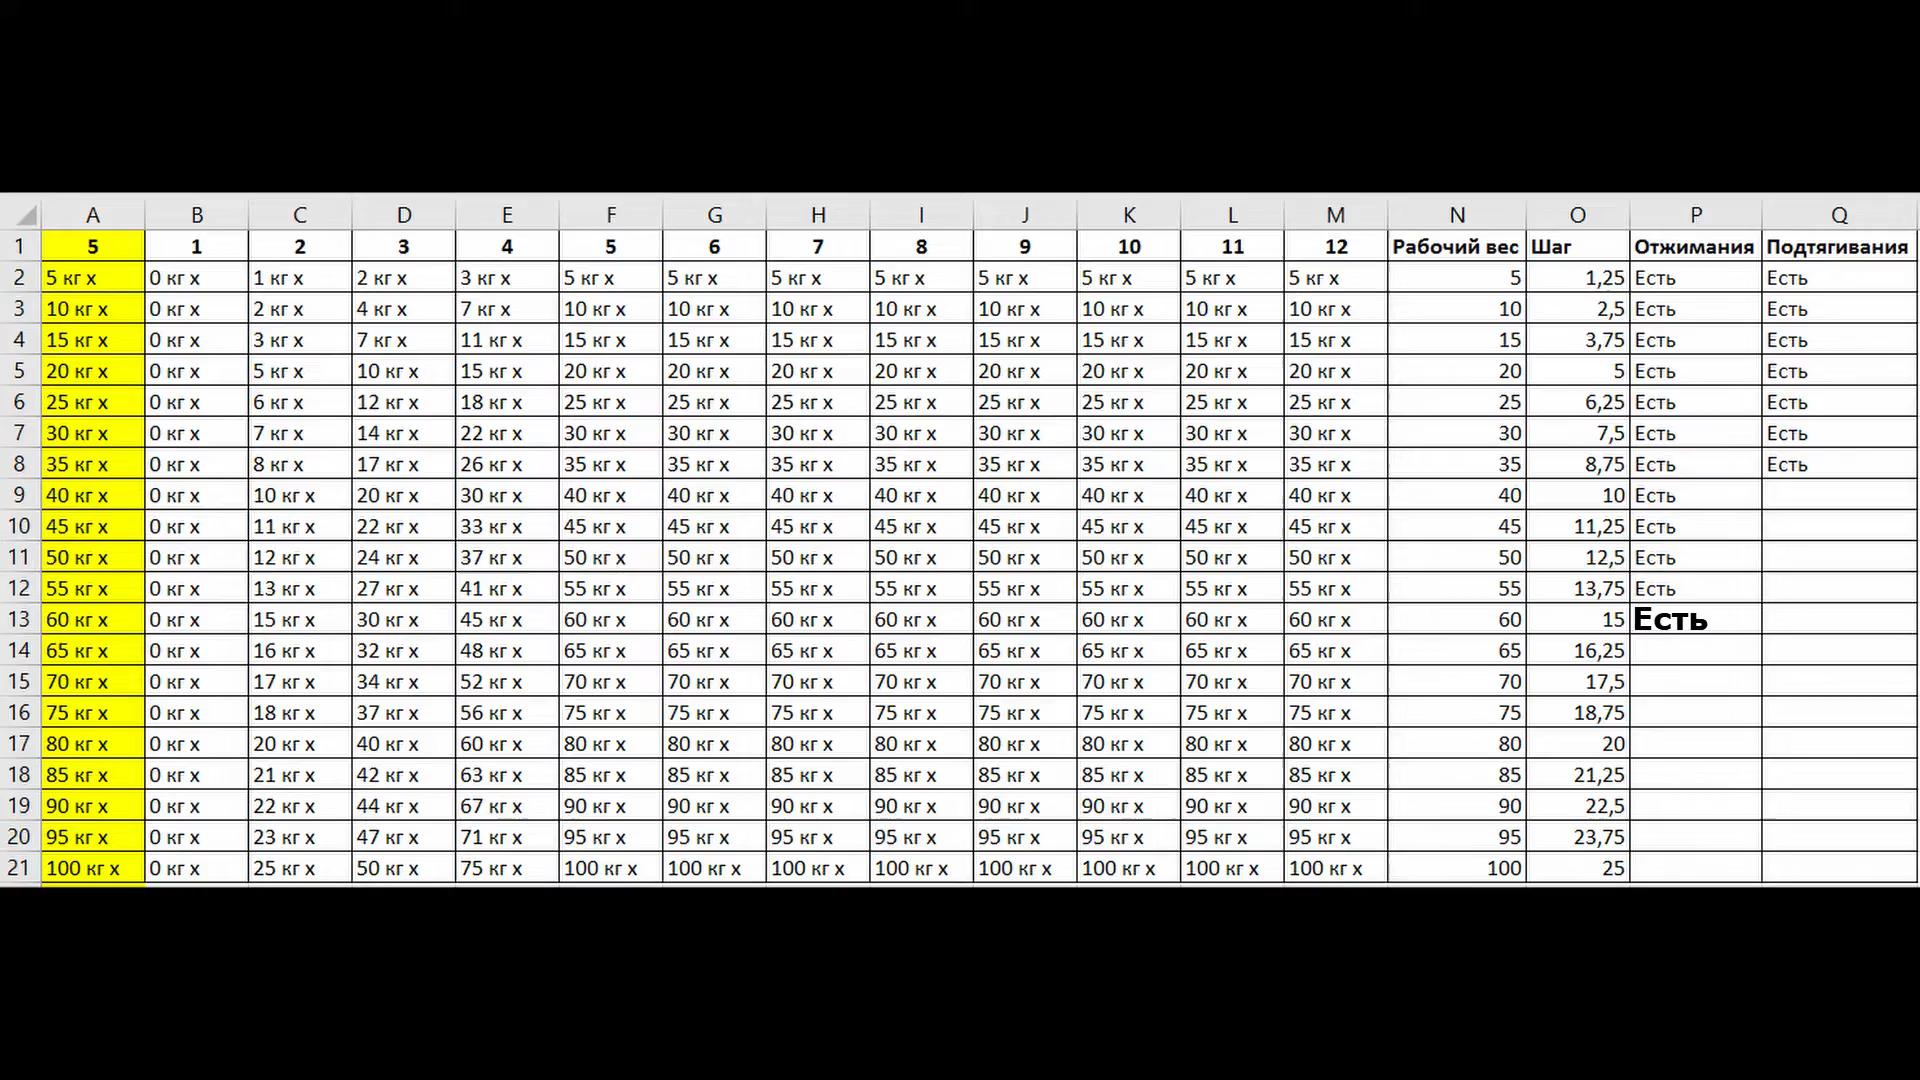 A B C D E F G H I J K L M N O P Q
1 5 1 2 3 4 5 6 7 8 9 10 11 12 Рабочий вес Шаг Отжимания Подтягивания
2 5 кг х 0 кг х 1 кг х 2 кг х 3 кг х 5 кг х 5 кг х 5 кг х 5 кг х 5 кг х 5 кг х 5 кг х 5 кг х 5 1,25 Есть Есть
3 10 кг х 0 кг х 2 кг х 4 кг х 7 кг х 10 кг х 10 кг х 10 кг х 10 кг х 10 кг х 10 кг х 10 кг х 10 кг х 10 2,5 Есть Есть
4 15 кг х 0 кг х 3 кг х 7 кг х 11 кг х 15 кг х 15 кг х 15 кг х 15 кг х 15 кг х 15 кг х 15 кг х 15 кг х 15 3,75 Есть Есть
5 20 кг х 0 кг х 5 кг х 10 кг х 15 кг х 20 кг х 20 кг х 20 кг х 20 кг х 20 кг х 20 кг х 20 кг х 20 кг х 20 5 Есть Есть
6 25 кг х 0 кг х 6 кг х 12 кг х 18 кг х 25 кг х 25 кг х 25 кг х 25 кг х 25 кг х 25 кг х 25 кг х 25 кг х 25 6,25 Есть Есть
7 30 кг х 0 кг х 7 кг х 14 кг х 22 кг х 30 кг х 30 кг х 30 кг х 30 кг х 30 кг х 30 кг х 30 кг х 30 кг х 30 7,5 Есть Есть
8 35 кг х 0 кг х 8 кг х 17 кг х 26 кг х 35 кг х 35 кг х 35 кг х 35 кг х 35 кг х 35 кг х 35 кг х 35 кг х 35 8,75 Есть Есть
9 40 кг х 0 кг х 10 кг х 20 кг х 30 кг х 40 кг х 40 кг х 40 кг х 40 кг х 40 кг х 40 кг х 40 кг х 40 кг х 40 10 Есть
10 45 кг х 0 кг х 11 кг х 22 кг х 33 кг х 45 кг х 45 кг х 45 кг х 45 кг х 45 кг х 45 кг х 45 кг х 45 кг х 45 11,25 Есть
11 50 кг х 0 кг х 12 кг х 24 кг х 37 кг х 50 кг х 50 кг х 50 кг х 50 кг х 50 кг х 50 кг х 50 кг х 50 кг х 50 12,5 Есть
12 55 кг х 0 кг х 13 кг х 27 кг х 41 кг х 55 кг х 55 кг х 55 кг х 55 кг х 55 кг х 55 кг х 55 кг х 55 кг х 55 13,75 Есть
13 60 кг х 0 кг х 15 кг х 30 кг х 45 кг х 60 кг х 60 кг х 60 кг х 60 кг х 60 кг х 60 кг х 60 кг х 60 кг х 60 15 Есть
14 65 кг х 0 кг х 16 кг х 32 кг х 48 кг х 65 кг х 65 кг х 65 кг х 65 кг х 65 кг х 65 кг х 65 кг х 65 кг х 65 16,25
15 70 кг х 0 кг х 17 кг х 34 кг х 52 кг х 70 кг х 70 кг х 70 кг х 70 кг х 70 кг х 70 кг х 70 кг х 70 кг х 70 17,5
16 75 кг х 0 кг х 18 кг х 37 кг х 56 кг х 75 кг х 75 кг х 75 кг х 75 кг х 75 кг х 75 кг х 75 кг х 75 кг х 75 18,75
17 80 кг х 0 кг х 20 кг х 40 кг х 60 кг х 80 кг х 80 кг х 80 кг х 80 кг х 80 кг х 80 кг х 80 кг х 80 кг х 80 20
18 85 кг х 0 кг х 21 кг х 42 кг х 63 кг х 85 кг х 85 кг х 85 кг х 85 кг х 85 кг х 85 кг х 85 кг х 85 кг х 85 21,25
19 90 кг х 0 кг х 22 кг х 44 кг х 67 кг х 90 кг х 90 кг х 90 кг х 90 кг х 90 кг х 90 кг х 90 кг х 90 кг х 90 22,5
20 95 кг х 0 кг х 23 кг х 47 кг х 71 кг х 95 кг х 95 кг х 95 кг х 95 кг х 95 кг х 95 кг х 95 кг х 95 кг х 95 23,75
21 100 кг х 0 кг х 25 кг х 50 кг х 75 кг х 100 кг х 100 кг х 100 кг х 100 кг х 100 кг х 100 кг х 100 кг х 100 кг х 100 25